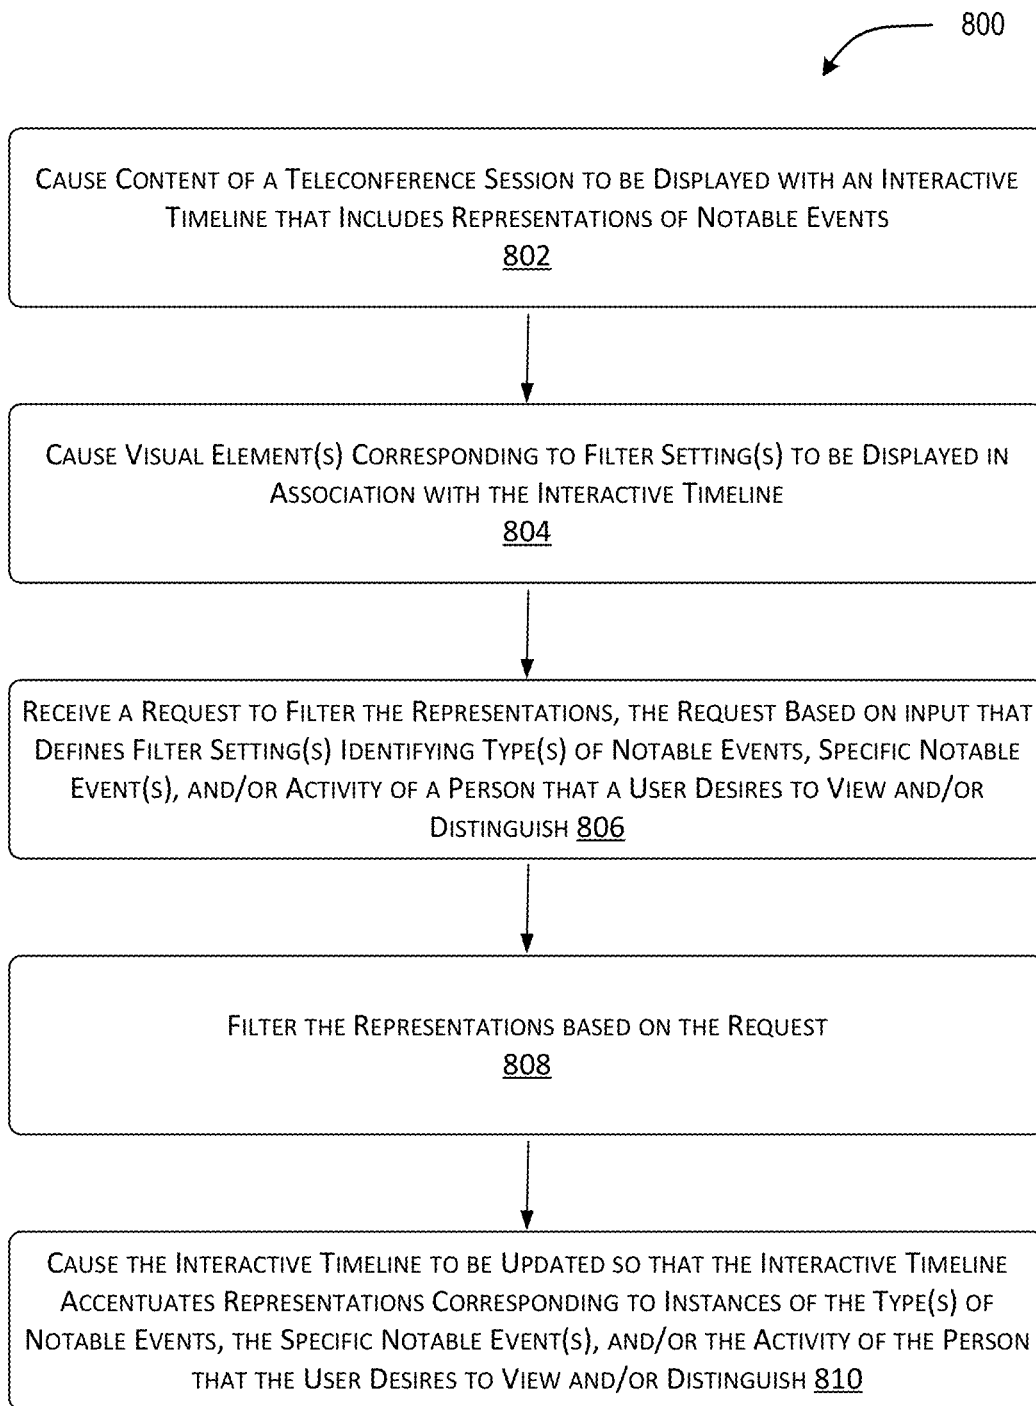 800
Cause Content of a Teleconference Session to be Displayed with an Interactive
Timeline that Includes Representations of Notable Events
802
Cause Visual Element(s) Corresponding to Filter Setting(s) to be Displayed in
Association with the Interactive Timeline
804
Receive a Request to Filter the Representations, the Request Based on input that
Defines Filter Setting(s) Identifying Type(s) of Notable Events, Specific Notable
Event(s), and/or Activity of a Person that a User Desires to View and/or
Distinguish 806
Filter the Representations based on the Request
808
Cause the Interactive Timeline to be Updated so that the Interactive Timeline
Accentuates Representations Corresponding to Instances of the Type(s) of
Notable Events, the Specific Notable Event(s), and/or the Activity of the Person
that the User Desires to View and/or Distinguish 810